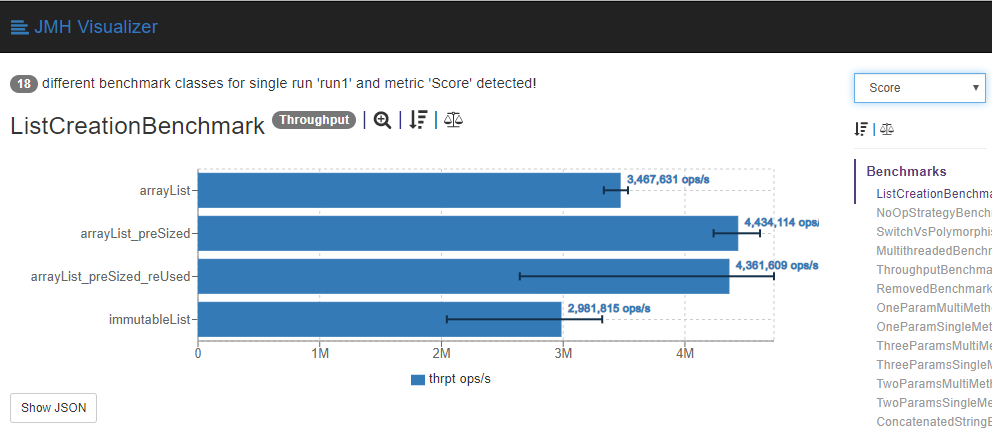 JMH Visualizer
18 different benchmark classes for single run 'run1' and metric 'Score' detected!
Score
ListCreationBenchmark Throughput
arrayList
3,467,631 ops/s
arrayList_preSized
4,434,114 ops/
arrayList_preSized_reUsed
4,361,609 ops/s
immutableList
2,981,815 ops/s
0 1M 2M 3M 4M
thrpt ops/s
Show JSON
Benchmarks
ListCreationBenchma
NoOpStrategyBench
SwitchVsPolymorphis
MultithreadedBenchr
ThroughputBenchma
RemovedBenchmark
OneParamMultiMeth
OneParamSingleMet
ThreeParamsMultiMe
ThreeParamsSingleM
TwoParamsMultiMeth
TwoParamsSingleMe
ConcatenatedStringB